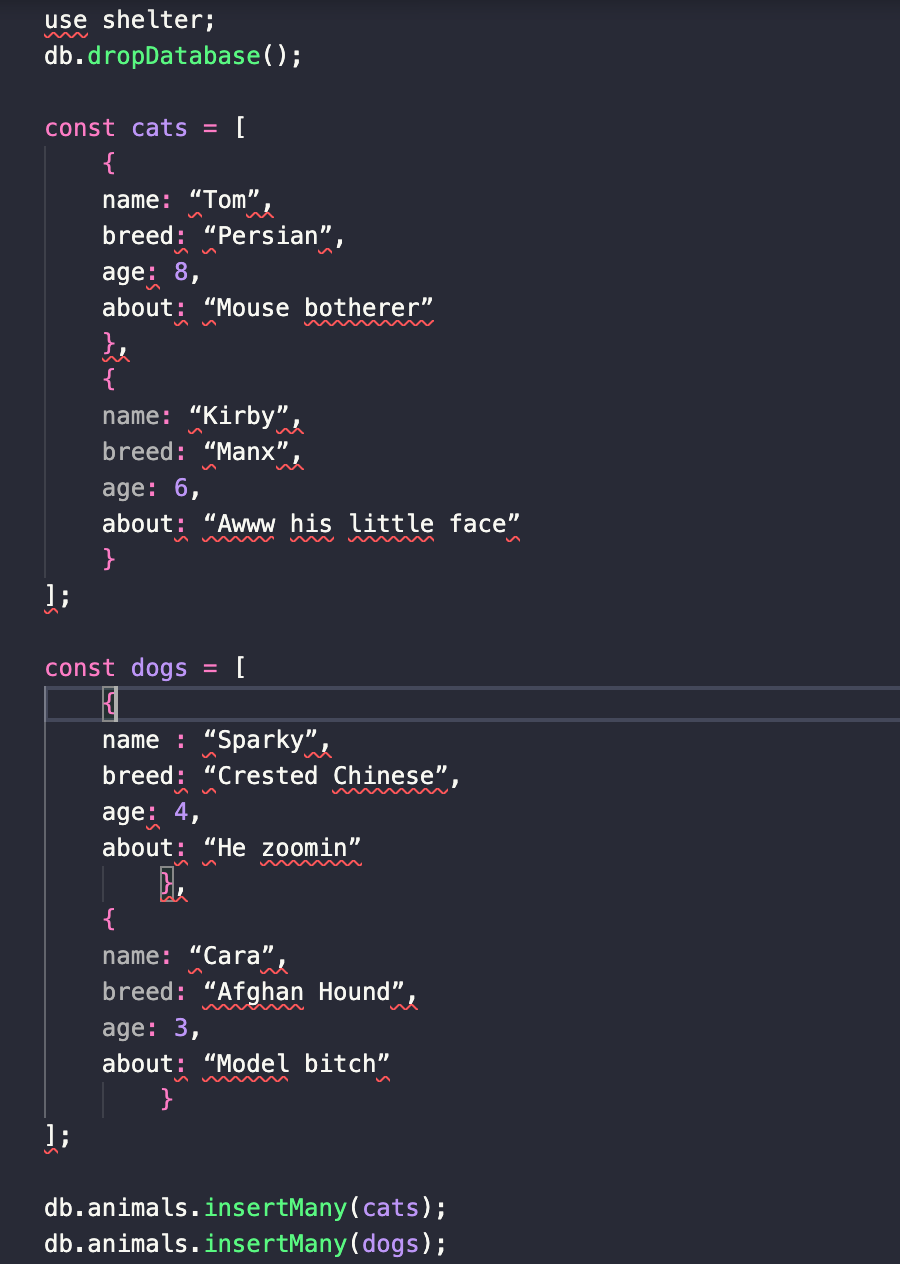 use shelter;
db.dropDatabase();
const cats = [
{
name: “Tom”,
breed: “Persian”,
age: 8,
about: “Mouse botherer”
},
{
name: “Kirby”,
breed: “Manx”,
age: 6,
about: “Awww his little face”
}
];
const dogs = [
{
name : “Sparky”,
breed: “Crested Chinese”,
age: 4,
about: “He zoomin”
},
{
name: “Cara”,
breed: “Afghan Hound”,
age: 3,
about: “Model bitch”
}
];
db.animals.insertMany(cats);
db.animals.insertMany(dogs);